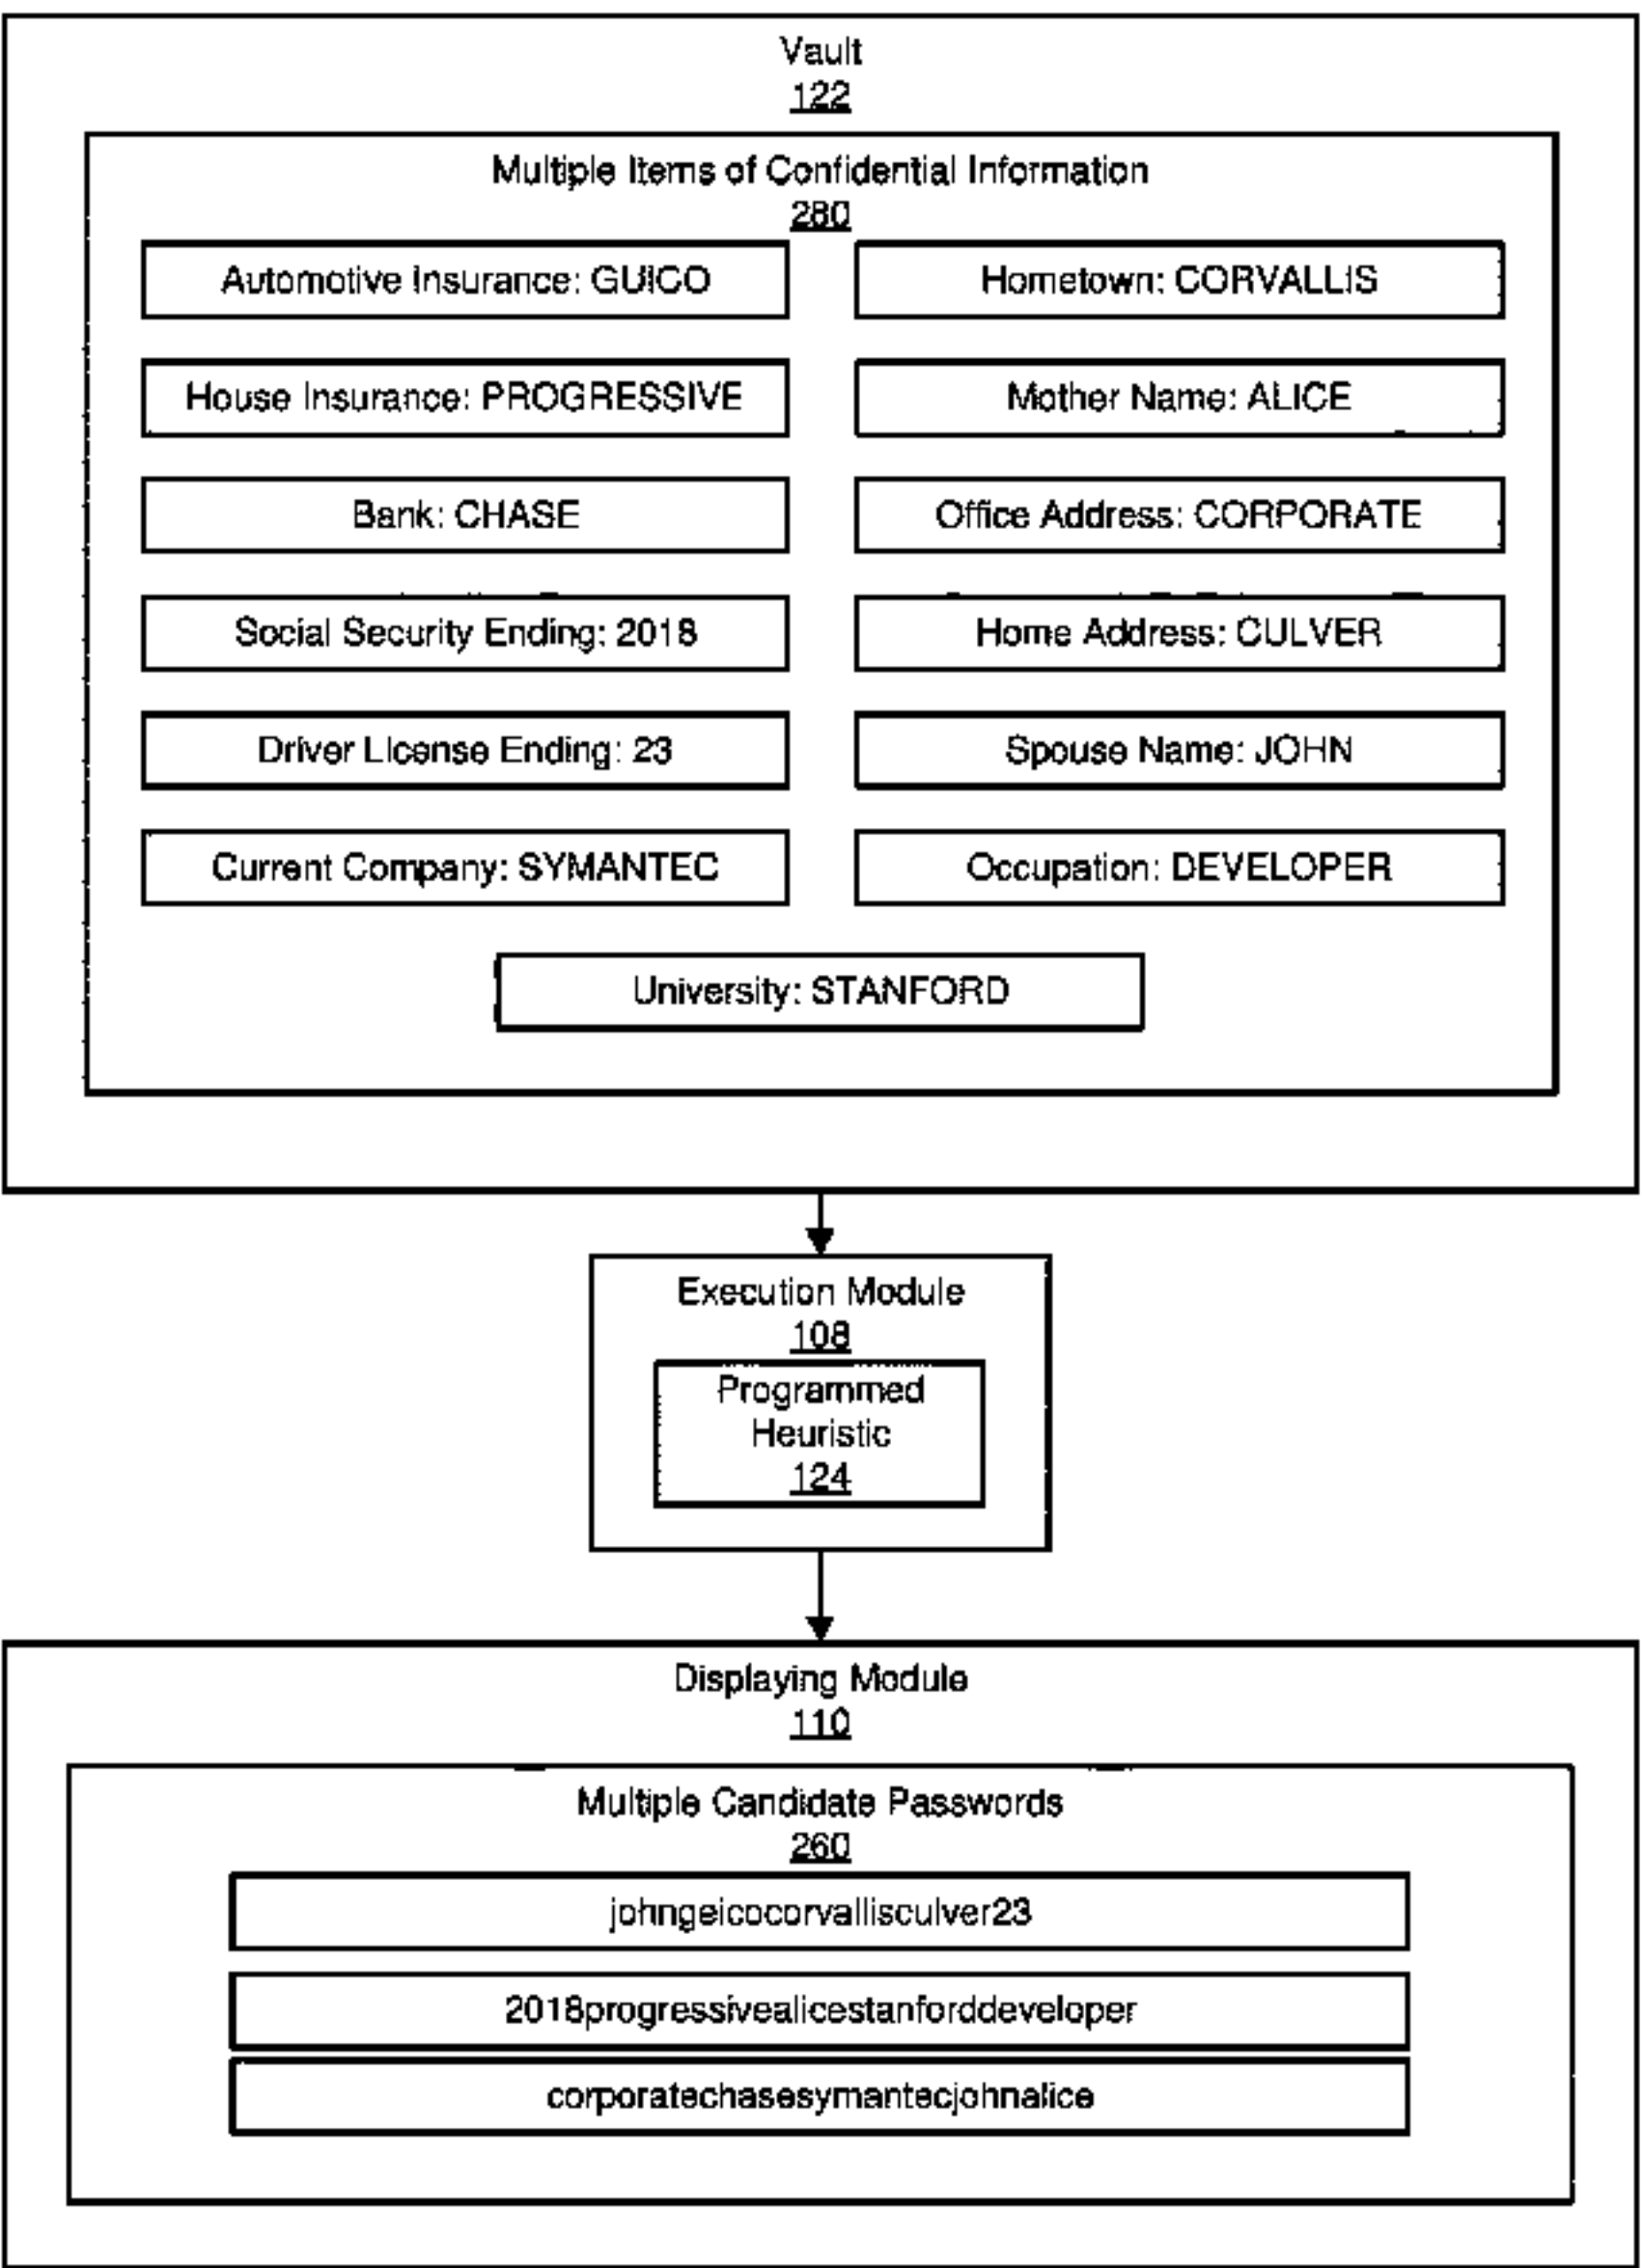 Vault
122
Multiple Items of Confidential Information
280
Automotive Insurance: GUICO
Hometown: CORVALLIS
House Insurance: PROGRESSIVE
Mother Name: ALICE
Bank: CHASE
Office Address: CORPORATE
Social Security Ending: 2018
Home Address: CULVER
Driver License Ending: 23
Spouse Name: JOHN
Current Company: SYMANTEC
Occupation: DEVELOPER
University: STANFORD
Execution Module
108
Programmed
Heuristic
124
Displaying Module
110
Multiple Candidate Passwords
260
johngeicocorvallisculver23
2018progressivealicestanforddeveloper
corporatechasesymantecjohnalice